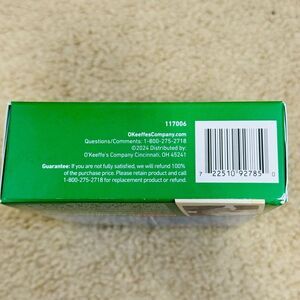 117006
OKeeffesCompany.com
Questions/Comments: 1-800-275-2718
©2024 Distributed by:
O'Keeffe's Company Cincinnati, OH 45241
Guarantee: If you are not fully satisfied, we will refund 100%
of the purchase price. Please retain product and call
1-800-275-2718 for replacement product or refund.
7 22510 92785 0